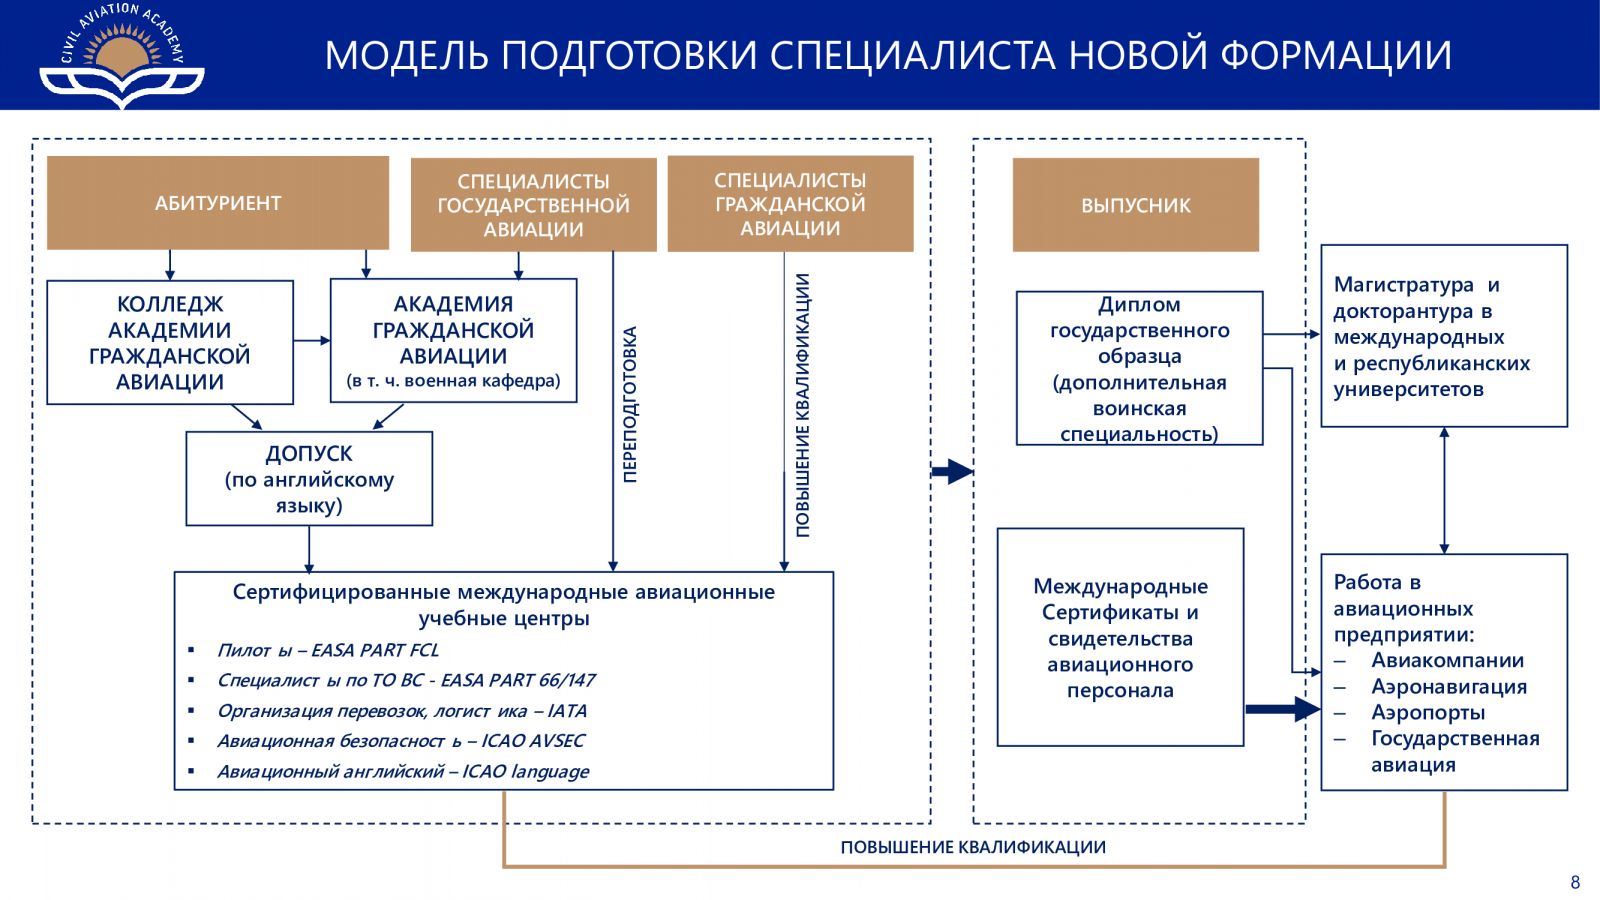 CIVIL AVIATION ACADEMY
МОДЕЛЬ ПОДГОТОВКИ СПЕЦИАЛИСТА НОВОЙ ФОРМАЦИИ
АБИТУРИЕНТ
СПЕЦИАЛИСТЫ
ГОСУДАРСТВЕННОЙ
АВИАЦИИ
СПЕЦИАЛИСТЫ
ГРАЖДАНСКОЙ
АВИАЦИИ
КОЛЛЕДЖ
АКАДЕМИИ
ГРАЖДАНСКОЙ
АВИАЦИИ
АКАДЕМИЯ
ГРАЖДАНСКОЙ
АВИАЦИИ
(в т. ч. военная кафедра)
ДОПУСК
(по английскому
языку)
ПЕРЕПОДГОТОВКА
ПОВЫШЕНИЕ КВАЛИФИКАЦИИ
Сертифицированные международные авиационные
учебные центры
▪ Пилот ы – EASA PART FCL
▪ Специалист ы по ТО ВС - EASA PART 66/147
▪ Организация перевозок, логист ика – IATA
▪ Авиационная безопасност ь – ICAO AVSEC
▪ Авиационный английский – ICAO language
ВЫПУСНИК
Диплом
государственного
образца
(дополнительная
воинская
специальность)
Международные
Сертификаты и
свидетельства
авиационного
персонала
Магистратура и
докторантура в
международных
и республиканских
университетов
Работа в
авиационных
предприятии:
– Авиакомпании
– Аэронавигация
– Аэропорты
– Государственная
авиация
ПОВЫШЕНИЕ КВАЛИФИКАЦИИ
8